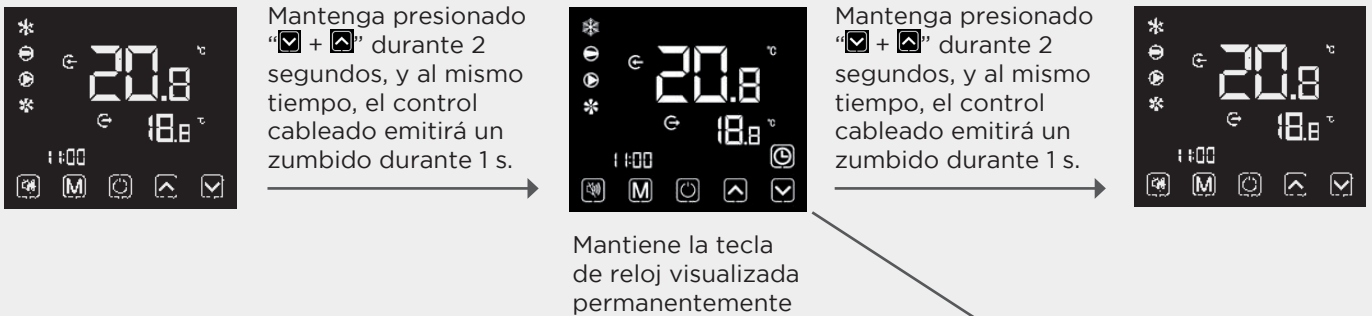 20.8 °C
18.8 °C
11:00
M
Mantenga presionado
“ + ” durante 2
segundos, y al mismo
tiempo, el control
cableado emitirá un
zumbido durante 1 s.
20.8 °C
18.8 °C
11:00
M
Mantiene la tecla
de reloj visualizada
permanentemente
Mantenga presionado
“ + ” durante 2
segundos, y al mismo
tiempo, el control
cableado emitirá un
zumbido durante 1 s.
20.8 °C
18.8 °C
11:00
M